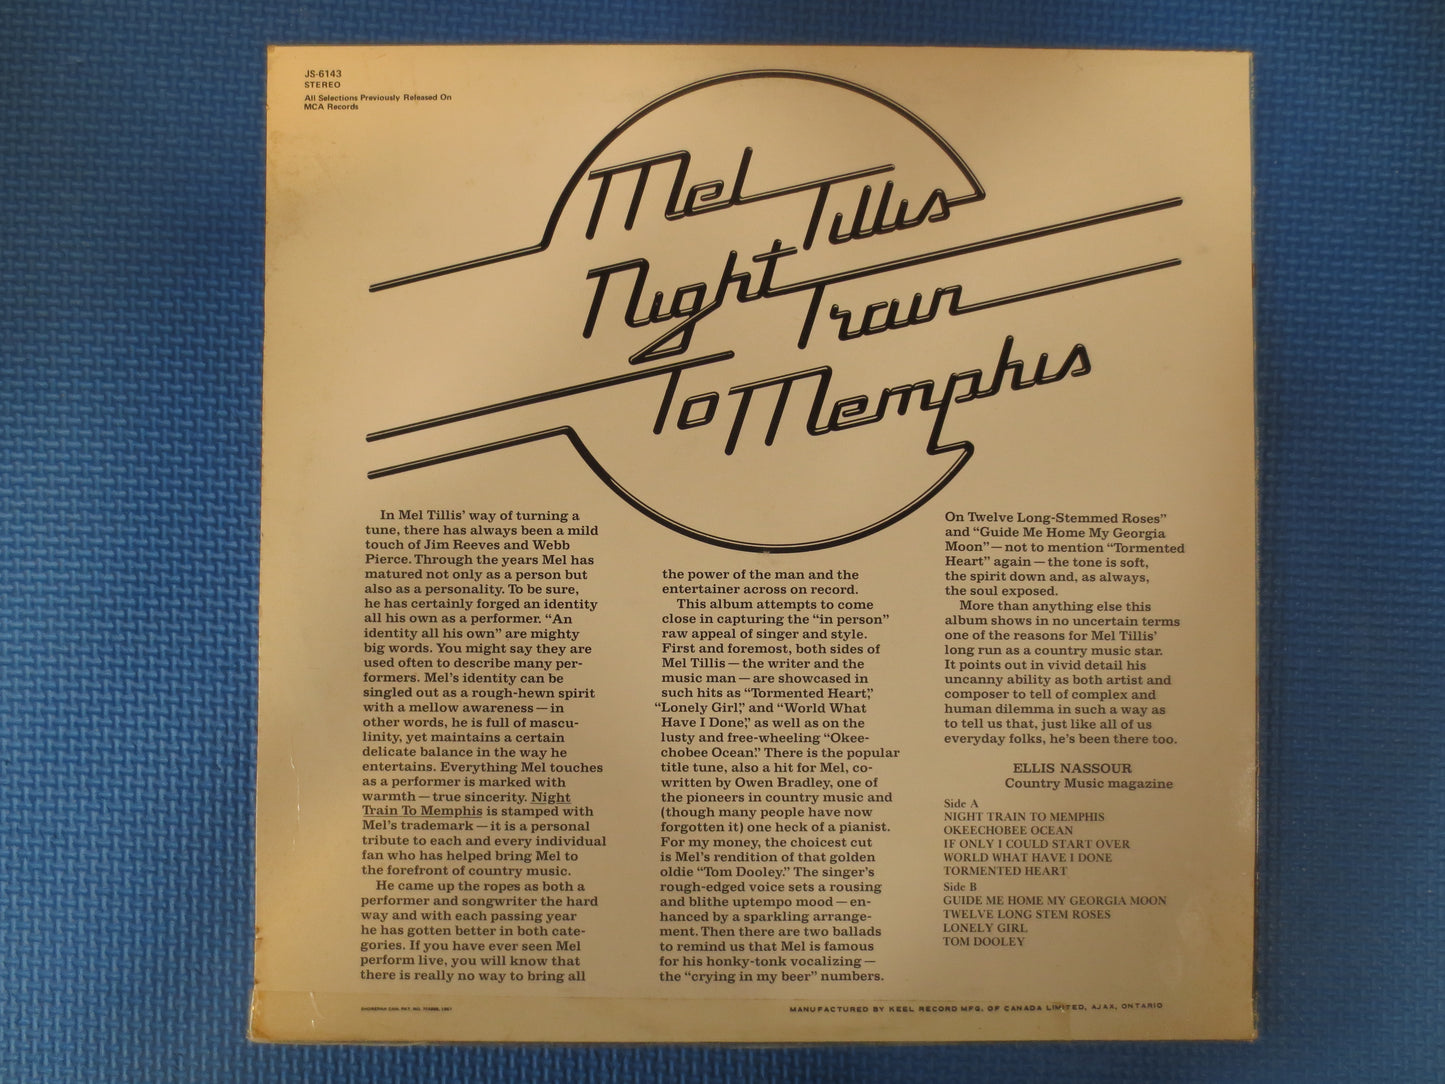 JS-6143
STEREO
All Selections Previously Released On
MCA Records
Mel Tillis
Night Train
To Memphis
In Mel Tillis' way of turning a
tune, there has always been a mild
touch of Jim Reeves and Webb
Pierce. Through the years Mel has
matured not only as a person but
also as a personality. To be sure,
he has certainly forged an identity
all his own as a performer. "An
identity all his own" are mighty
big words. You might say they are
used often to describe many per-
formers. Mel's identity can be
singled out as a rough-hewn spirit
with a mellow awareness — in
other words, he is full of mascu-
linity, yet maintains a certain
delicate balance in the way he
entertains. Everything Mel touches
as a performer is marked with
warmth — true sincerity. Night
Train To Memphis is stamped with
Mel's trademark — it is a personal
tribute to each and every individual
fan who has helped bring Mel to
the forefront of country music.
He came up the ropes as both a
performer and songwriter the hard
way and with each passing year
he has gotten better in both cate-
gories. If you have ever seen Mel
perform live, you will know that
there is really no way to bring all
the power of the man and the
entertainer across on record.
This album attempts to come
close in capturing the "in person"
raw appeal of singer and style.
First and foremost, both sides of
Mel Tillis — the writer and the
music man — are showcased in
such hits as "Tormented Heart,"
"Lonely Girl," and "World What
Have I Done," as well as on the
lusty and free-wheeling "Okee-
chobee Ocean." There is the popular
title tune, also a hit for Mel, co-
written by Owen Bradley, one of
the pioneers in country music and
(though many people have now
forgotten it) one heck of a pianist.
For my money, the choicest cut
is Mel's rendition of that golden
oldie "Tom Dooley." The singer's
rough-edged voice sets a rousing
and blithe uptempo mood — en-
hanced by a sparkling arrange-
ment. Then there are two ballads
to remind us that Mel is famous
for his honky-tonk vocalizing —
the "crying in my beer" numbers.
On Twelve Long-Stemmed Roses"
and "Guide Me Home My Georgia
Moon" — not to mention "Tormented
Heart" again — the tone is soft,
the spirit down and, as always,
the soul exposed.
More than anything else this
album shows in no uncertain terms
one of the reasons for Mel Tillis'
long run as a country music star.
It points out in vivid detail his
uncanny ability as both artist and
composer to tell of complex and
human dilemma in such a way as
to tell us that, just like all of us
everyday folks, he's been there too.
ELLIS NASSOUR
Country Music magazine
Side A
NIGHT TRAIN TO MEMPHIS
OKEECHOBEE OCEAN
IF ONLY I COULD START OVER
WORLD WHAT HAVE I DONE
TORMENTED HEART
Side B
GUIDE ME HOME MY GEORGIA MOON
TWELVE LONG STEM ROSES
LONELY GIRL
TOM DOOLEY
SHOREPAK CAN. PAT. NO. 1967
MANUFACTURED BY KEEL RECORD MFG. OF CANADA LIMITED, AJAX, ONTARIO